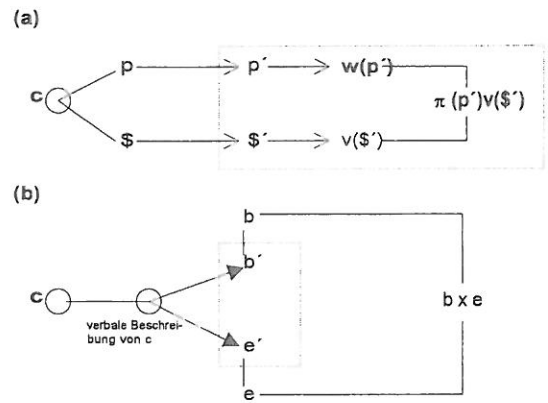 (a)
p p´ w(p´)
c π (p´)v($´)
$ $´ v($´)
(b)
b
b´
c b x e
verbale Beschrei-
bung von c
e´
e